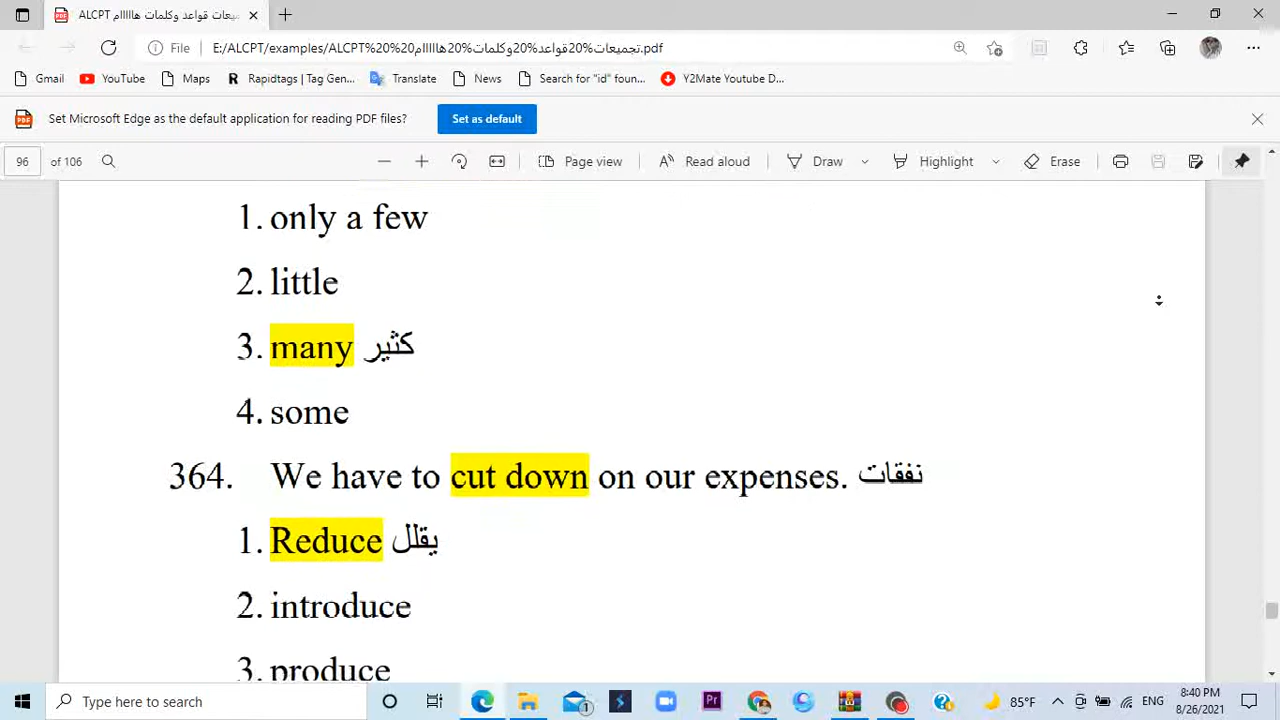 ALCPT تجميعات قواعد وكلمات هااااام
File
E:/ALCPT/examples/ALCPT%20%20تجميعات%20قواعد%20وكلمات%20هااااام.pdf
Gmail YouTube Maps Rapidtags | Tag Gen... Translate News Search for "id" foun... Y2Mate Youtube D...
Set Microsoft Edge as the default application for reading PDF files? Set as default
96 of 106 Page view Read aloud Draw Highlight Erase
1. only a few
2. little
3. many كثير
4. some
364. We have to cut down on our expenses. نفقات
1. Reduce يقلل
2. introduce
3. produce
Type here to search
1
Pr
85°F
ENG
8:40 PM
8/26/2021